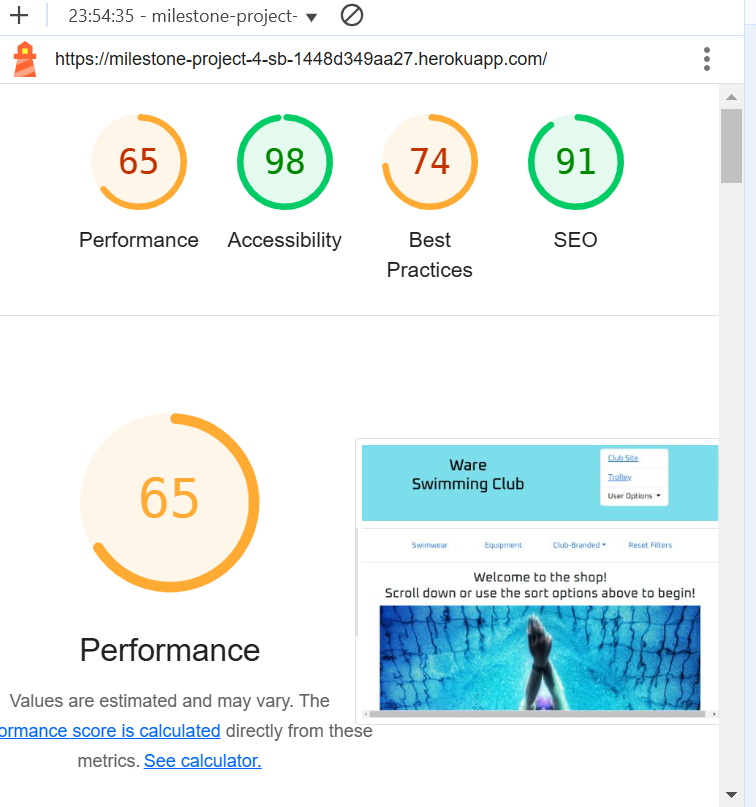 23:54:35 - milestone-project-
https://milestone-project-4-sb-1448d349aa27.herokuapp.com/
65
98
74
91
Performance
Accessibility
Best
Practices
SEO
65
Performance
Values are estimated and may vary. The
ormance score is calculated directly from these
metrics. See calculator.
Ware
Swimming Club
Club Site
Trolley
User Options
Swimwear
Equipment
Club-Branded
Reset Filters
Welcome to the shop!
Scroll down or use the sort options above to begin!